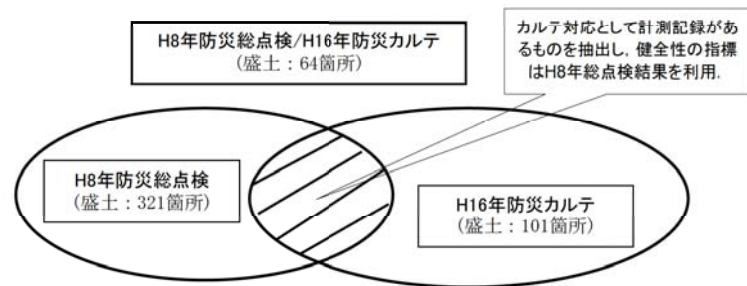 H8年防災総点検/H16年防災カルテ
(盛土：64箇所)
カルテ対応として計測記録があ
るものを抽出し，健全性の指標
はH8年総点検結果を利用．
H8年防災総点検
(盛土：321箇所)
H16年防災カルテ
(盛土：101箇所)